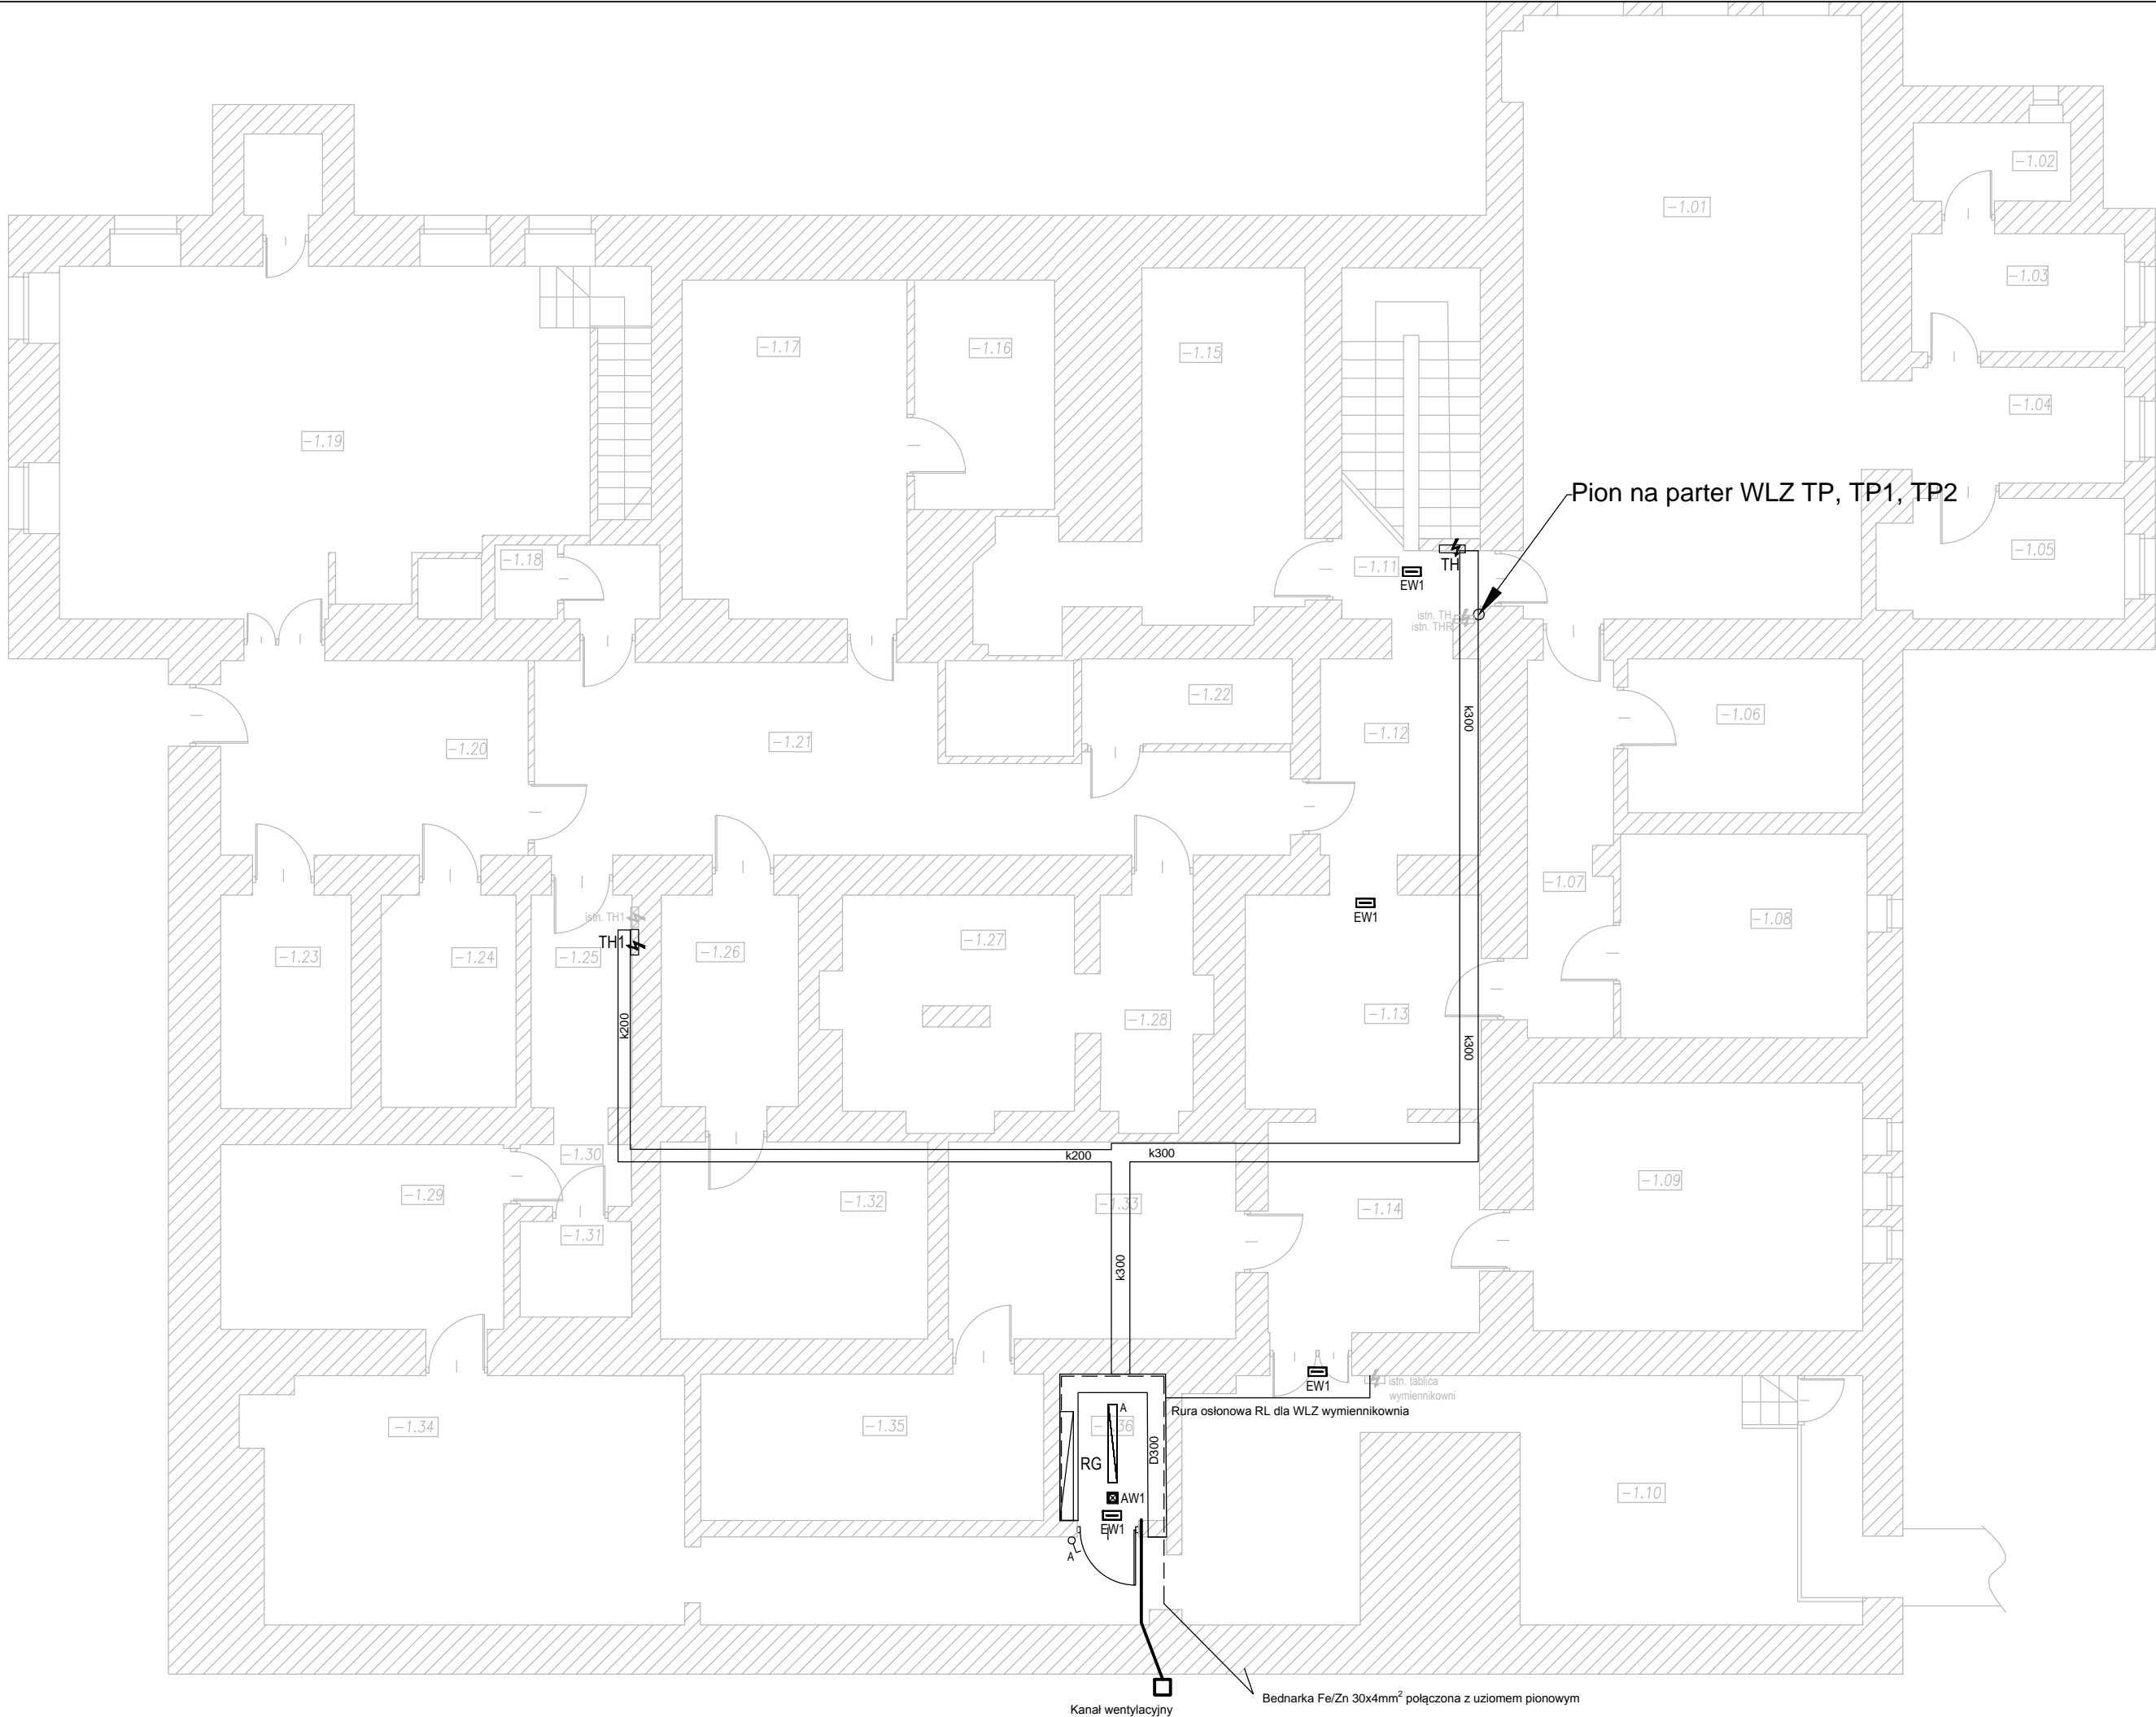 -1.02
-1.01
-1.03
-1.17
-1.16
-1.15
-1.04
-1.19
Pion na parter WLZ TP, TP1, TP2
-1.18
-1.05
-1.11
TH
EW1
istn. TH
istn. THR
-1.22
-1.06
k300
-1.12
-1.20
-1.21
-1.07
EW1
istn. TH1
-1.08
TH1
-1.27
-1.26
-1.23
-1.24
-1.25
-1.13
-1.28
k200
k300
-1.30
k200
k300
-1.29
-1.32
-1.33
-1.14
-1.09
-1.31
k300
EW1
istn. tablica
wymiennikowni
A
Rura osłonowa RL dla WLZ wymiennikownia
-1.34
-1.35
-1.36
D300
RG
-1.10
AW1
EW1
A
Bednarka Fe/Zn 30x4mm² połączona z uziomem pionowym
Kanał wentylacyjny